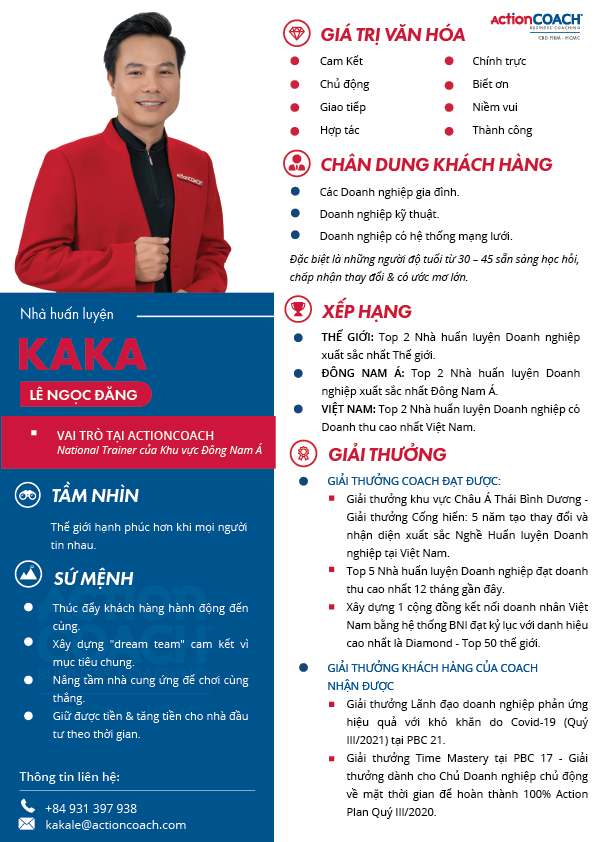 ActionCOACH
Nhà huấn luyện
KAKA
LÊ NGỌC ĐĂNG
VAI TRÒ TẠI ACTIONCOACH
National Trainer của Khu vực Đông Nam Á
TẦM NHÌN
Thế giới hạnh phúc hơn khi mọi người
tin nhau.
SỨ MỆNH
Thúc đẩy khách hàng hành động đến
cùng.
Xây dựng "dream team" cam kết vì
mục tiêu chung.
Nâng tầm nhà cung ứng để chơi cùng
thắng.
Giữ được tiền & tăng tiền cho nhà đầu
tư theo thời gian.
Thông tin liên hệ:
+84 931 397 938
kakale@actioncoach.com
ActionCOACH
BUSINESS COACHING
CBD FIRM - HCMC
GIÁ TRỊ VĂN HÓA
Cam Kết
Chủ động
Giao tiếp
Hợp tác
Chính trực
Biết ơn
Niềm vui
Thành công
CHÂN DUNG KHÁCH HÀNG
Các Doanh nghiệp gia đình.
Doanh nghiệp kỹ thuật.
Doanh nghiệp có hệ thống mạng lưới.
Đặc biệt là những người độ tuổi từ 30 – 45 sẵn sàng học hỏi,
chấp nhận thay đổi & có ước mơ lớn.
XẾP HẠNG
THẾ GIỚI: Top 2 Nhà huấn luyện Doanh nghiệp
xuất sắc nhất Thế giới.
ĐÔNG NAM Á: Top 2 Nhà huấn luyện Doanh
nghiệp xuất sắc nhất Đông Nam Á.
VIỆT NAM: Top 2 Nhà huấn luyện Doanh nghiệp có
Doanh thu cao nhất Việt Nam.
GIẢI THƯỞNG
GIẢI THƯỞNG COACH ĐẠT ĐƯỢC:
Giải thưởng khu vực Châu Á Thái Bình Dương -
Giải thưởng Cống hiến: 5 năm tạo thay đổi và
nhận diện xuất sắc Nghề Huấn luyện Doanh
nghiệp tại Việt Nam.
Top 5 Nhà huấn luyện Doanh nghiệp đạt doanh
thu cao nhất 12 tháng gần đây.
Xây dựng 1 cộng đồng kết nối doanh nhân Việt
Nam bằng hệ thống BNI đạt kỷ lục với danh hiệu
cao nhất là Diamond - Top 50 thế giới.
GIẢI THƯỞNG KHÁCH HÀNG CỦA COACH
NHẬN ĐƯỢC
Giải thưởng Lãnh đạo doanh nghiệp phản ứng
hiệu quả với khó khăn do Covid-19 (Quý
III/2021) tại PBC 21.
Giải thưởng Time Mastery tại PBC 17 - Giải
thưởng dành cho Chủ Doanh nghiệp chủ động
về mặt thời gian để hoàn thành 100% Action
Plan Quý III/2020.